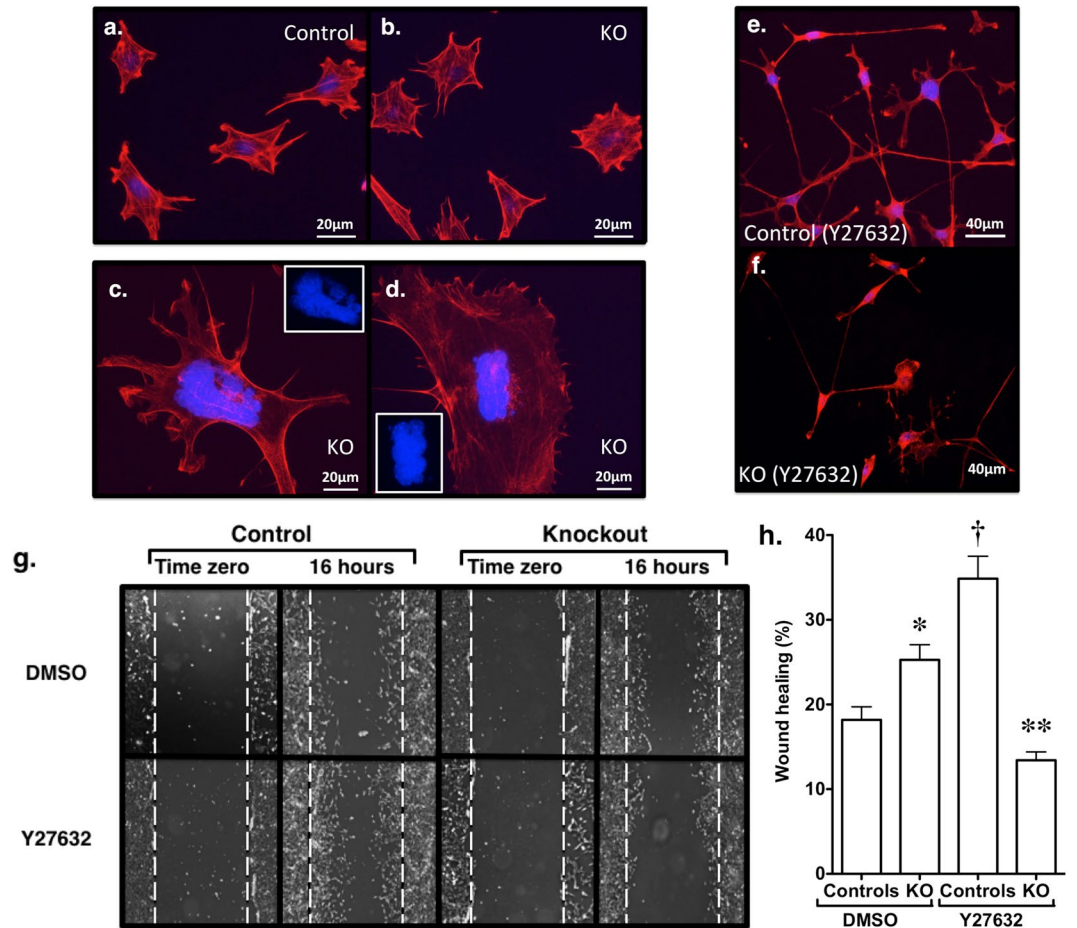 a.
Control
20µm
b.
KO
20µm
c.
KO
20µm
d.
KO
20µm
e.
Control (Y27632)
40µm
f.
KO (Y27632)
40µm
g.
Control
Knockout
Time zero
16 hours
Time zero
16 hours
DMSO
Y27632
h.
Wound healing (%)
40
30
20
10
0
*
†
**
Controls KO Controls KO
DMSO Y27632